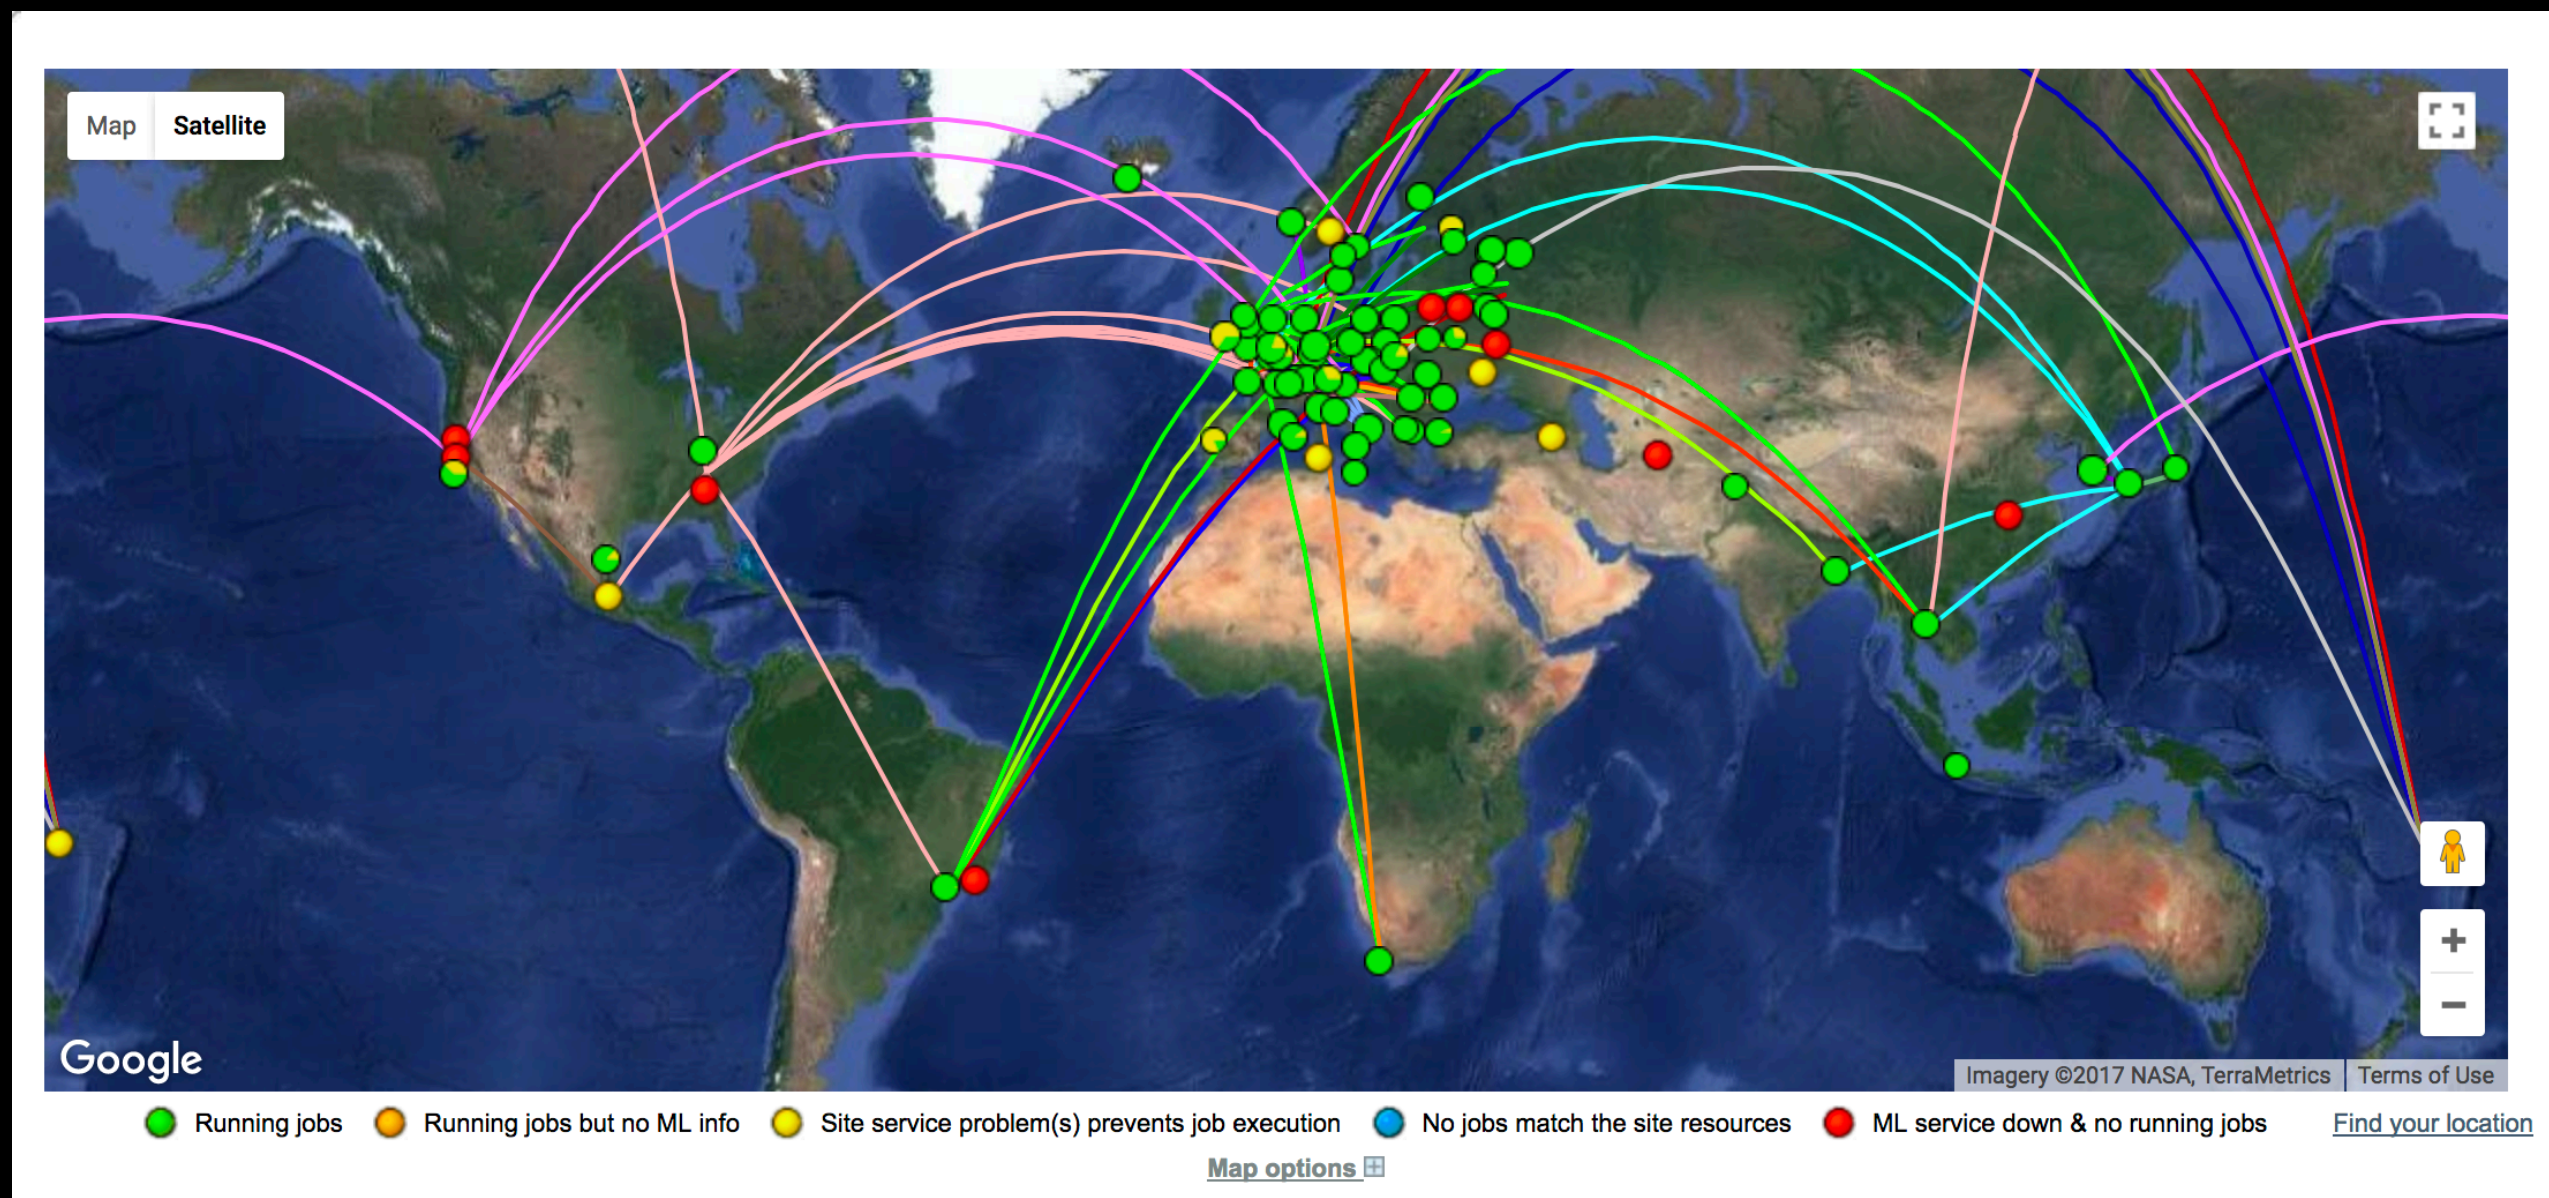 Map Satellite
Google
Imagery ©2017 NASA, TerraMetrics Terms of Use
Running jobs Running jobs but no ML info Site service problem(s) prevents job execution No jobs match the site resources ML service down & no running jobs Find your location
Map options